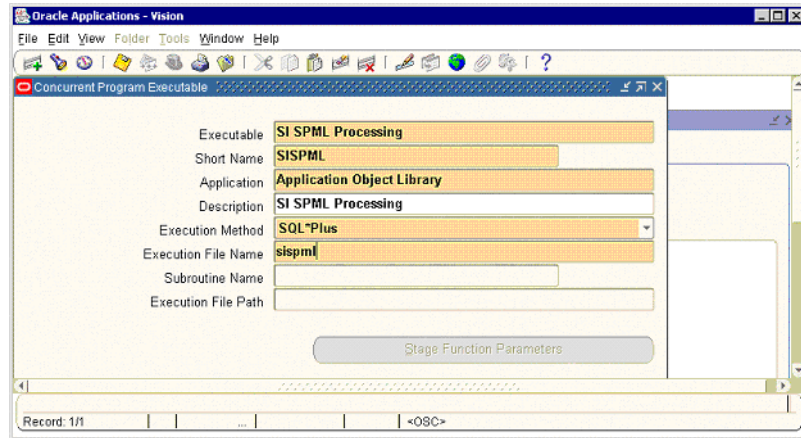 Oracle Applications - Vision
File Edit View Folder Tools Window Help
?
Concurrent Program Executable
Executable SI SPML Processing
Short Name SISPML
Application Application Object Library
Description SI SPML Processing
Execution Method SQL*Plus
Execution File Name sispml
Subroutine Name
Execution File Path
Stage Function Parameters
Record: 1/1 ... <OSC>